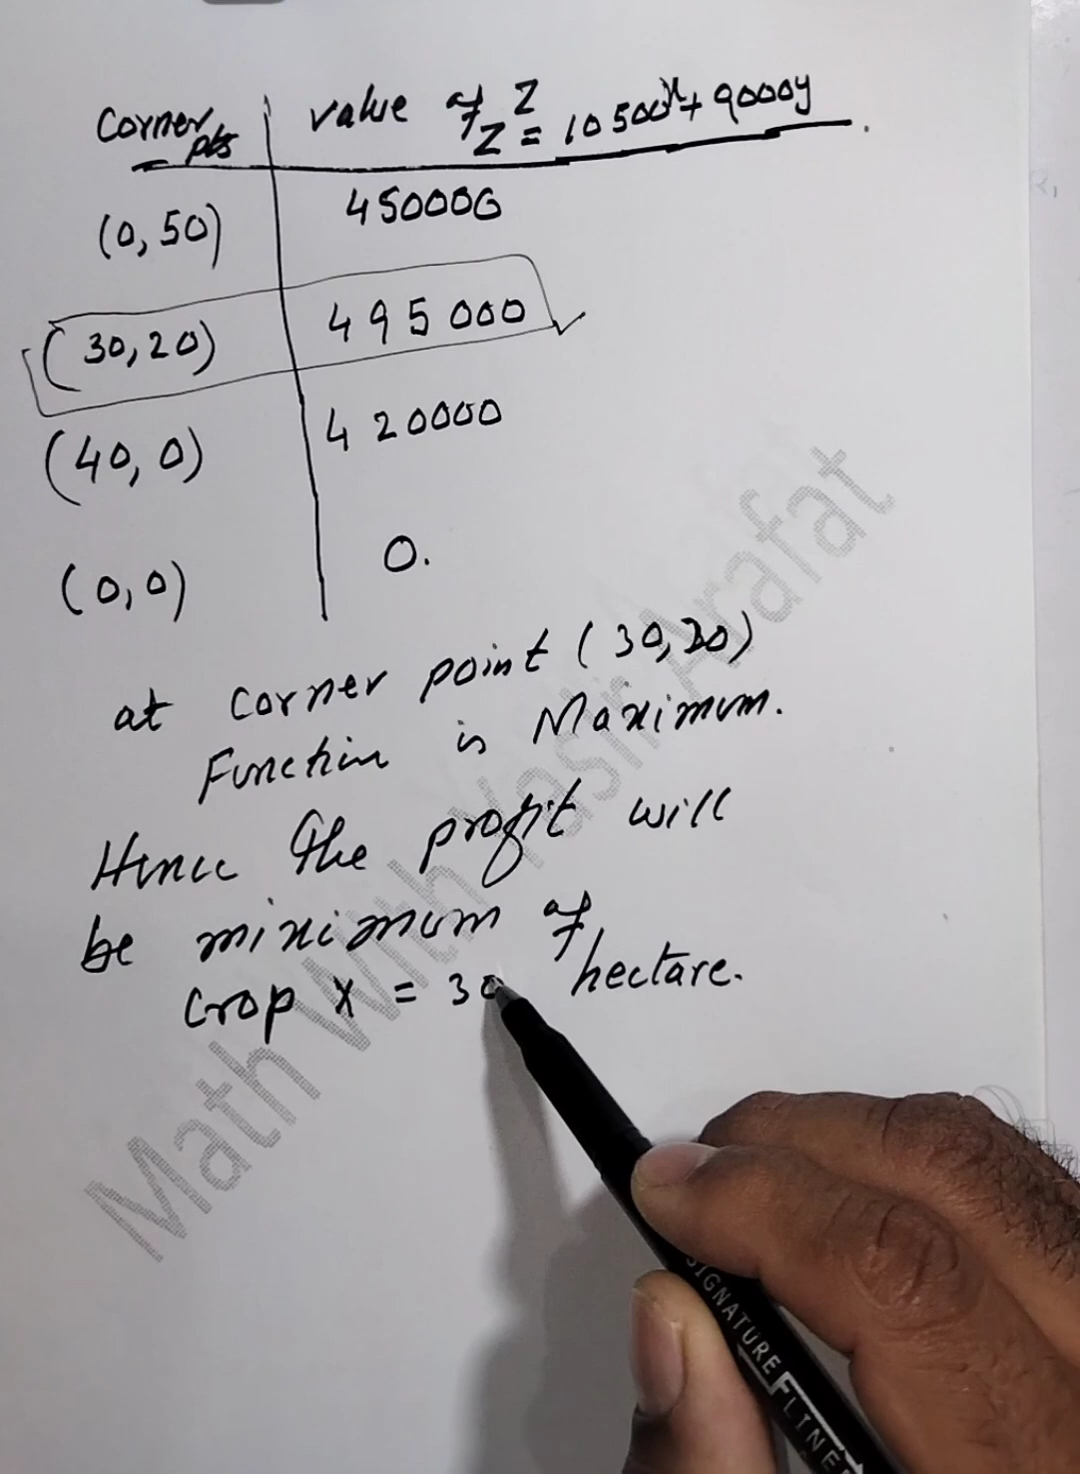 Corner pts | value of Z
Z = 10500x + 9000y
(0, 50) 450000
(30, 20) 495000
(40, 0) 420000
(0, 0) 0.
at corner point (30, 20)
Function is Maximum.
Hence the profit will
be minimum of
Crop X = 30 hectare.
Math With Yasir Arafat
SIGNATURE FLINE